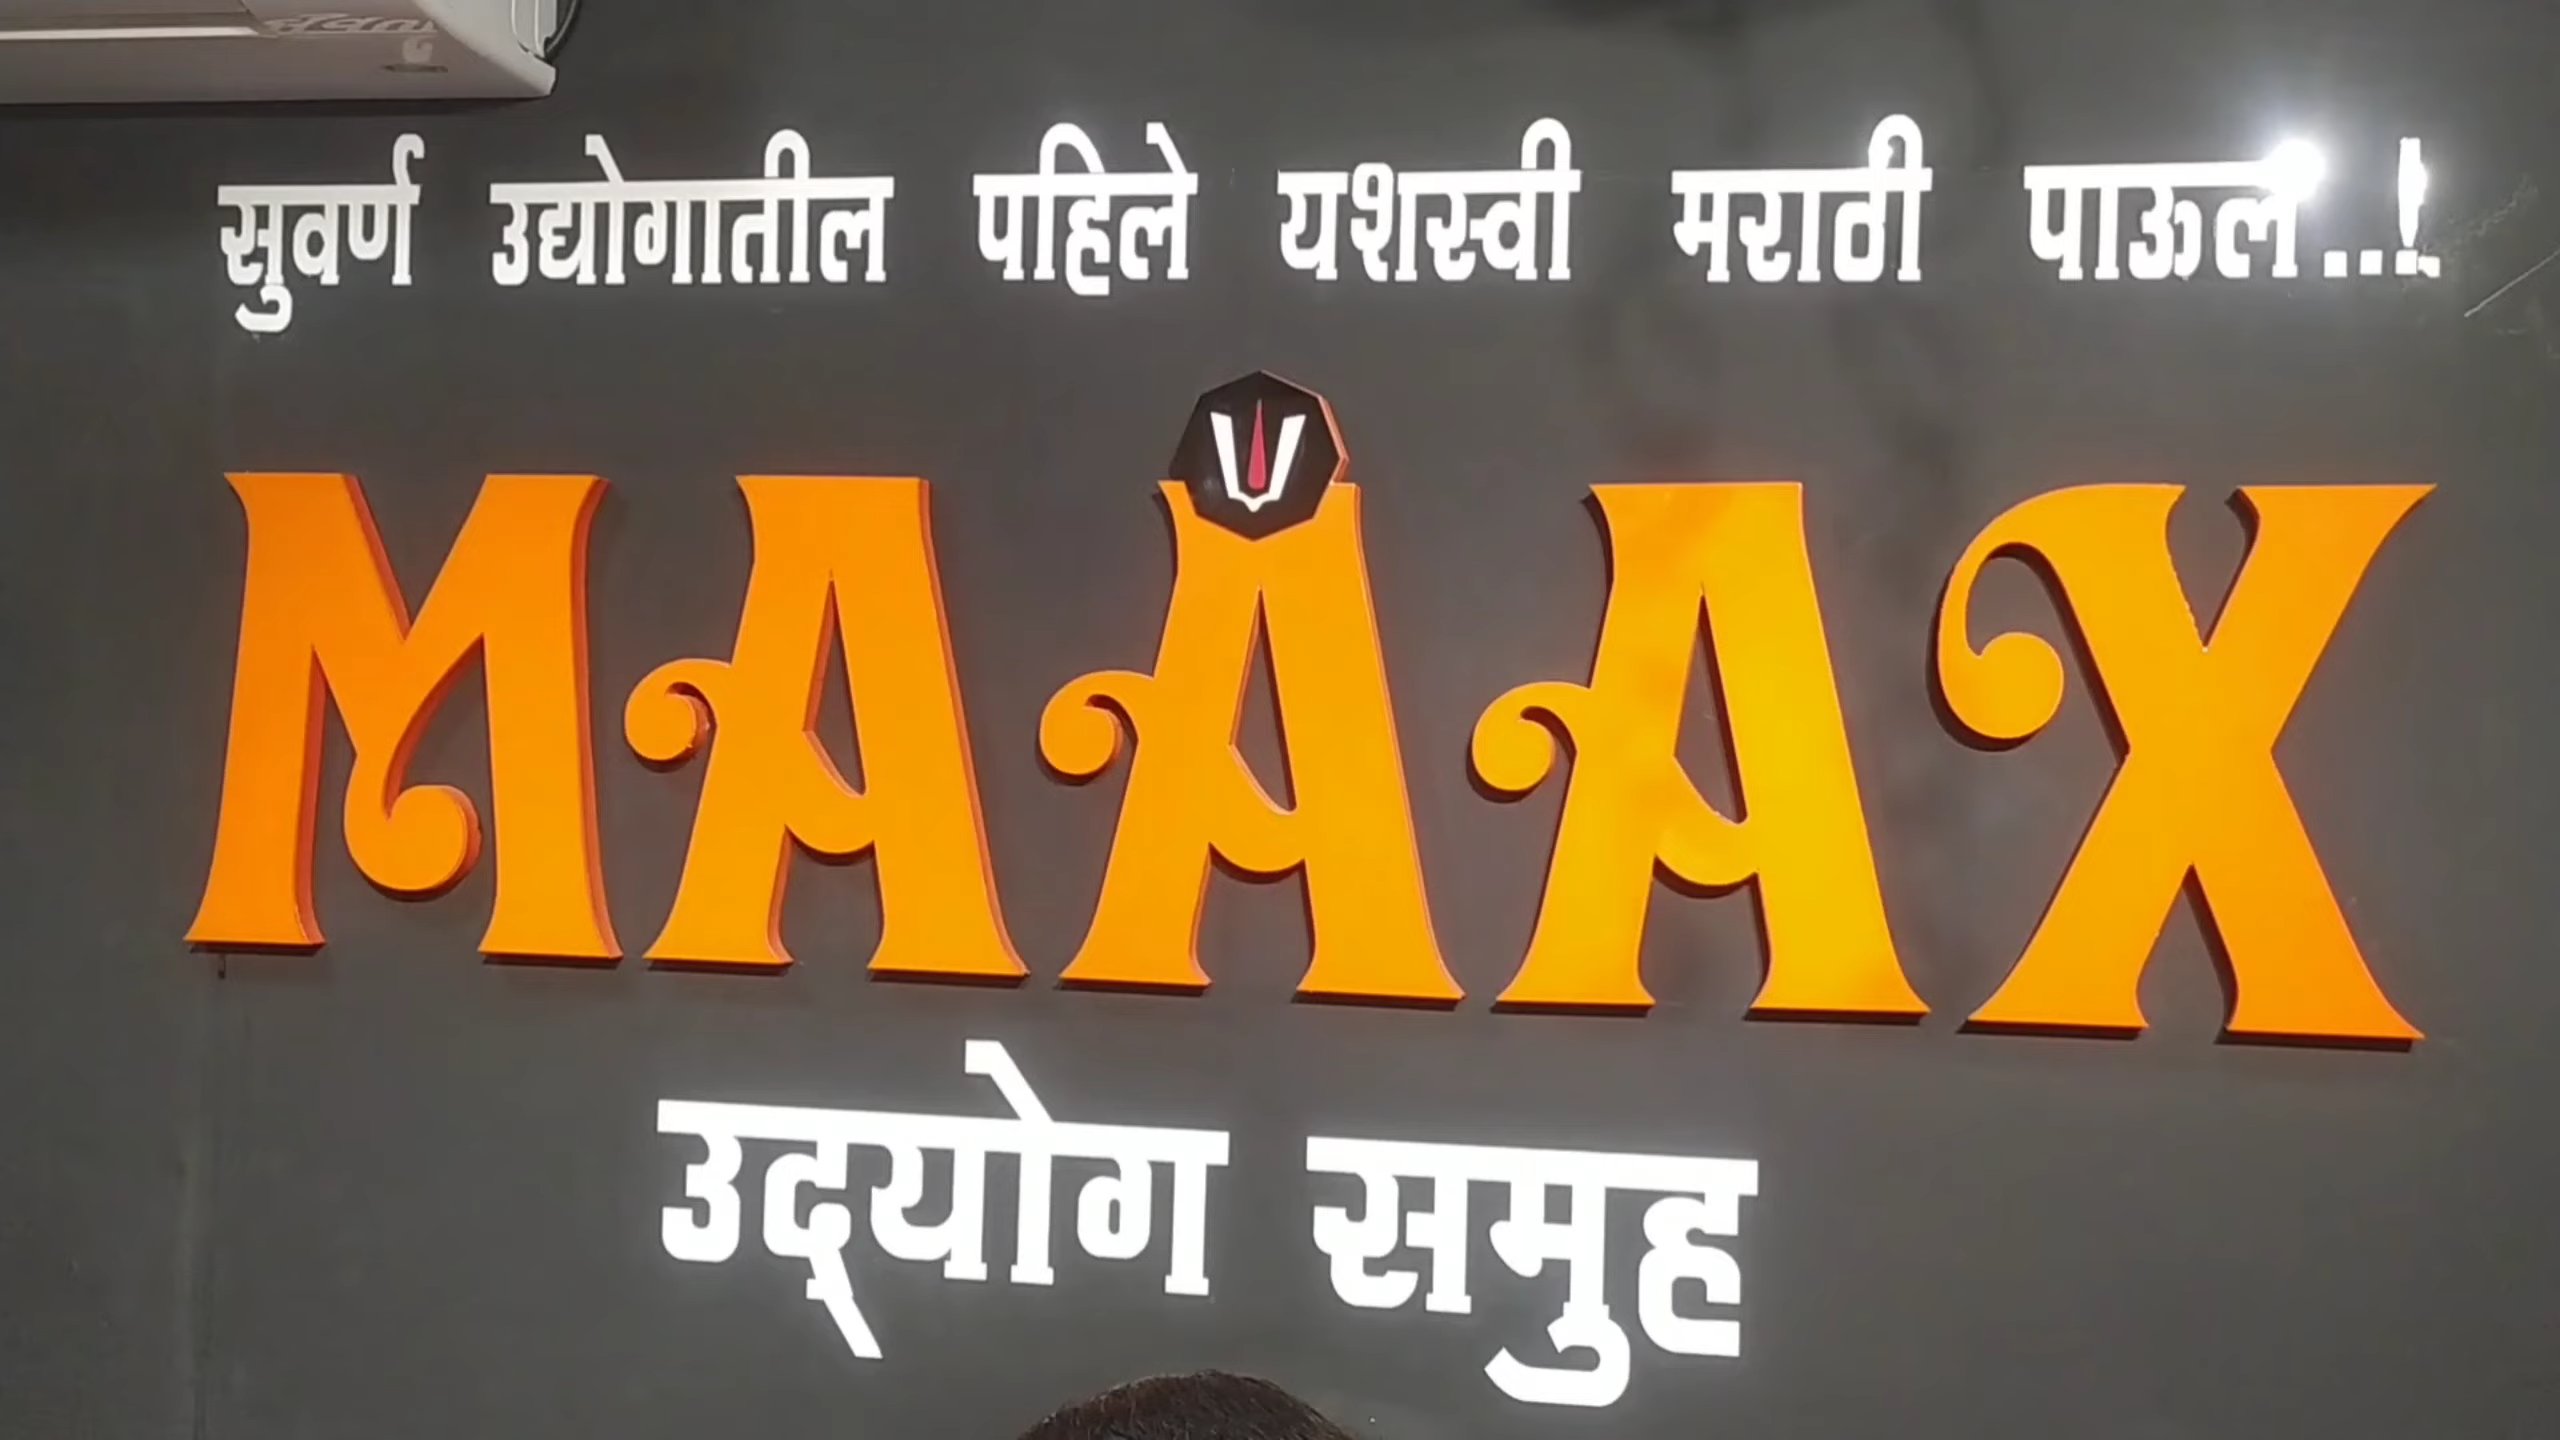 सुवर्ण उद्योगातील पहिले यशस्वी मराठी पाऊल..!
MAAAX
उद्‌योग समुह